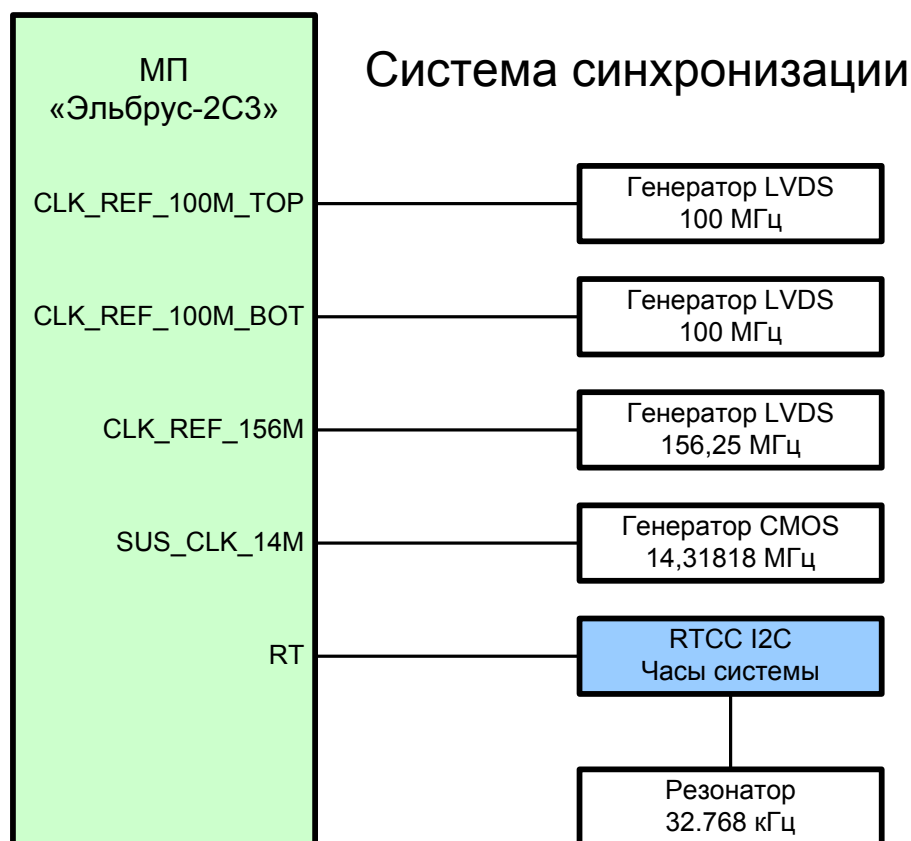 Система синхронизации
МП
«Эльбрус-2С3»
CLK_REF_100M_TOP
Генератор LVDS
100 МГц
CLK_REF_100M_BOT
Генератор LVDS
100 МГц
CLK_REF_156M
Генератор LVDS
156,25 МГц
SUS_CLK_14M
Генератор CMOS
14,31818 МГц
RT
RTCC I2C
Часы системы
Резонатор
32.768 кГц